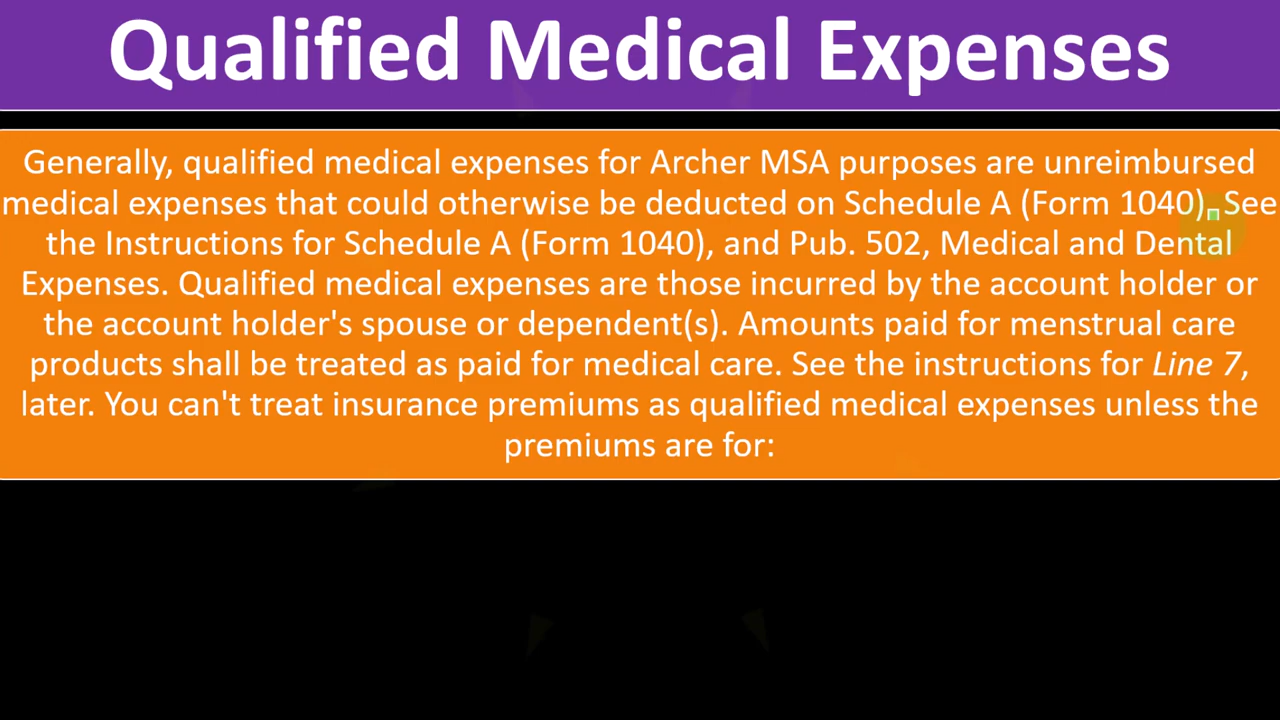 Qualified Medical Expenses
Generally, qualified medical expenses for Archer MSA purposes are unreimbursed
medical expenses that could otherwise be deducted on Schedule A (Form 1040). See
the Instructions for Schedule A (Form 1040), and Pub. 502, Medical and Dental
Expenses. Qualified medical expenses are those incurred by the account holder or
the account holder's spouse or dependent(s). Amounts paid for menstrual care
products shall be treated as paid for medical care. See the instructions for Line 7,
later. You can't treat insurance premiums as qualified medical expenses unless the
premiums are for: